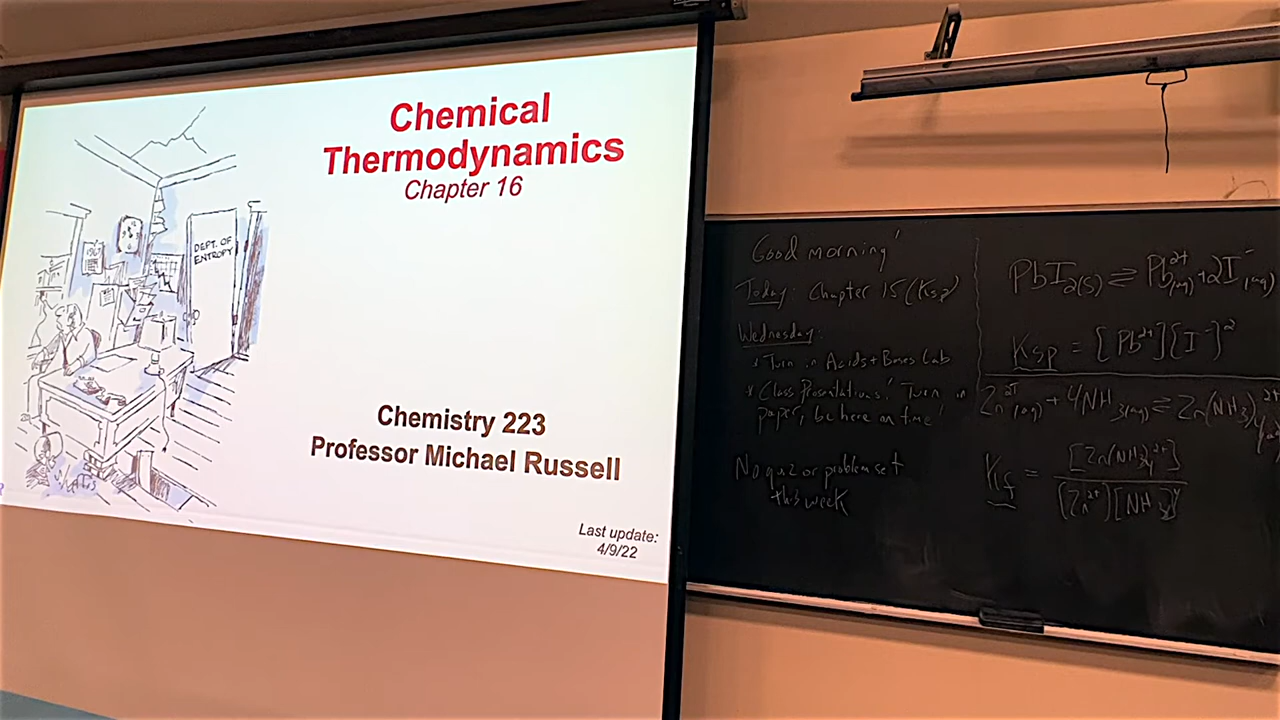 Chemical
Thermodynamics
Chapter 16
DEPT. OF
ENTROPY
Chemistry 223
Professor Michael Russell
Last update:
4/9/22
Good morning!
Today: Chapter 15 (Ksp)
Wednesday:
* Turn in Acids + Bases Lab
* Class Presentations! Turn in
paper, be here on time!
No quiz or problem set
this week
PbI₂(s) ⇌ Pb²⁺(aq) + 2I⁻(aq)
Ksp = [Pb²⁺][I⁻]²
Zn²⁺(aq) + 4NH₃(aq) ⇌ Zn(NH₃)₄²⁺
Kf = [Zn(NH₃)₄²⁺]
[Zn²⁺][NH₃]⁴